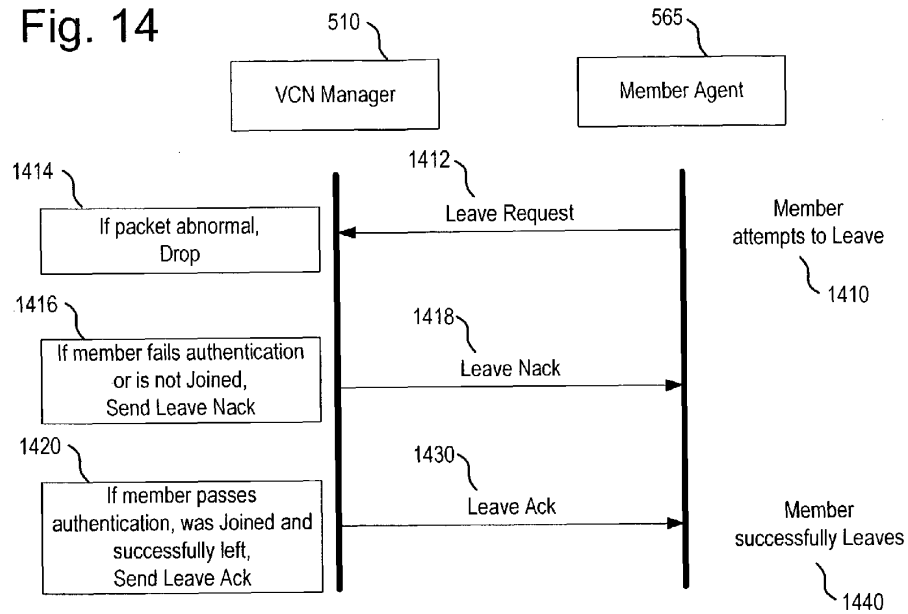 Fig. 14
510
565
VCN Manager
Member Agent
1414
1412
If packet abnormal,
Drop
Leave Request
Member
attempts to Leave
1410
1416
1418
If member fails authentication
or is not Joined,
Send Leave Nack
Leave Nack
1420
1430
If member passes
authentication, was Joined and
successfully left,
Send Leave Ack
Leave Ack
Member
successfully Leaves
1440